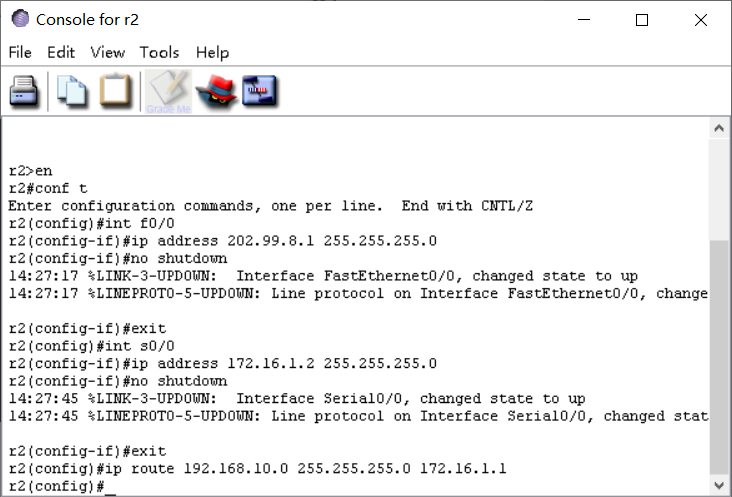 Console for r2
File Edit View Tools Help
Grade Me
r2>en
r2#conf t
Enter configuration commands, one per line.  End with CNTL/Z
r2(config)#int f0/0
r2(config-if)#ip address 202.99.8.1 255.255.255.0
r2(config-if)#no shutdown
14:27:17 %LINK-3-UPDOWN:  Interface FastEthernet0/0, changed state to up
14:27:17 %LINEPROTO-5-UPDOWN: Line protocol on Interface FastEthernet0/0, change
r2(config-if)#exit
r2(config)#int s0/0
r2(config-if)#ip address 172.16.1.2 255.255.255.0
r2(config-if)#no shutdown
14:27:45 %LINK-3-UPDOWN:  Interface Serial0/0, changed state to up
14:27:45 %LINEPROTO-5-UPDOWN: Line protocol on Interface Serial0/0, changed stat
r2(config-if)#exit
r2(config)#ip route 192.168.10.0 255.255.255.0 172.16.1.1
r2(config)#_